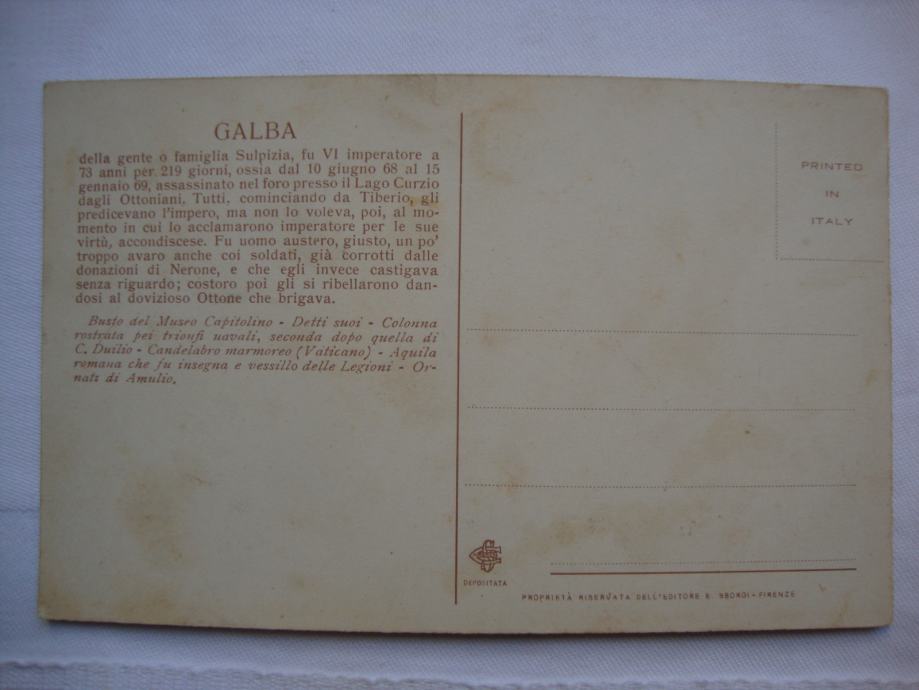 GALBA
della gente o famiglia Sulpizia, fu VI imperatore a
73 anni per 219 giorni, ossia dal 10 giugno 68 al 15
gennaio 69, assassinato nel foro presso il Lago Curzio
dagli Ottoniani, Tutti, cominciando da Tiberio, gli
predicevano l'impero, ma non lo voleva, poi, al mo-
mento in cui lo acclamarono imperatore per le sue
virtù, accondiscese. Fu uomo austero, giusto, un po'
troppo avaro anche coi soldati, già corrotti dalle
donazioni di Nerone, e che egli invece castigava
senza riguardo; costoro poi gli si ribellarono dan-
dosi al dovizioso Ottone che brigava.
Busto del Museo Capitolino - Detti suoi - Colonna
rostrata pei trionfi navali, seconda dopo quella di
C. Duilio - Candelabro marmoreo (Vaticano) - Aquila
romana che fu insegna e vessillo delle Legioni - Or-
nati di Amulio.
PRINTED
IN
ITALY
DEPOSITATA
PROPRIETÀ RISERVATA DELL'EDITORE E. SBORGI - FIRENZE